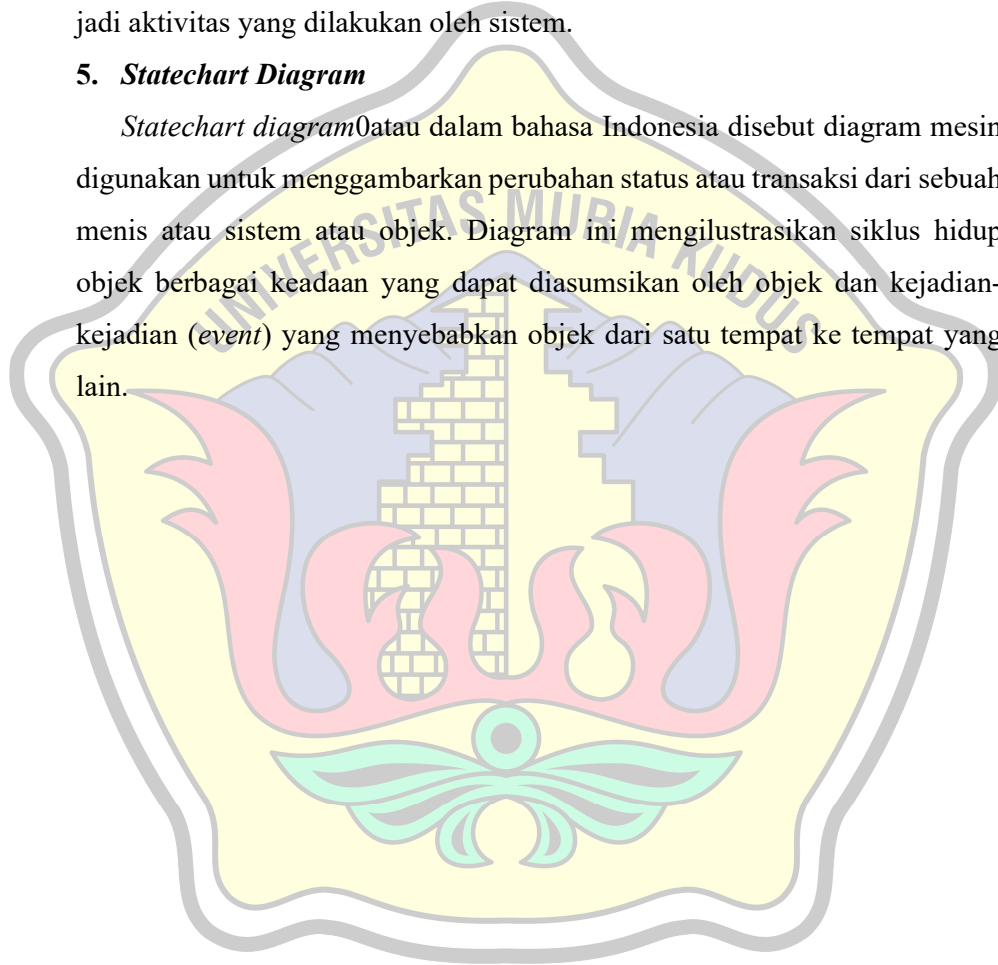 jadi aktivitas yang dilakukan oleh sistem.
5. Statechart Diagram
Statechart diagram0atau dalam bahasa Indonesia disebut diagram mesin
digunakan untuk menggambarkan perubahan status atau transaksi dari sebuah
menis atau sistem atau objek. Diagram ini mengilustrasikan siklus hidup
objek berbagai keadaan yang dapat diasumsikan oleh objek dan kejadian-
kejadian (event) yang menyebabkan objek dari satu tempat ke tempat yang
lain.
UNIVERSITAS MURIA KUDUS